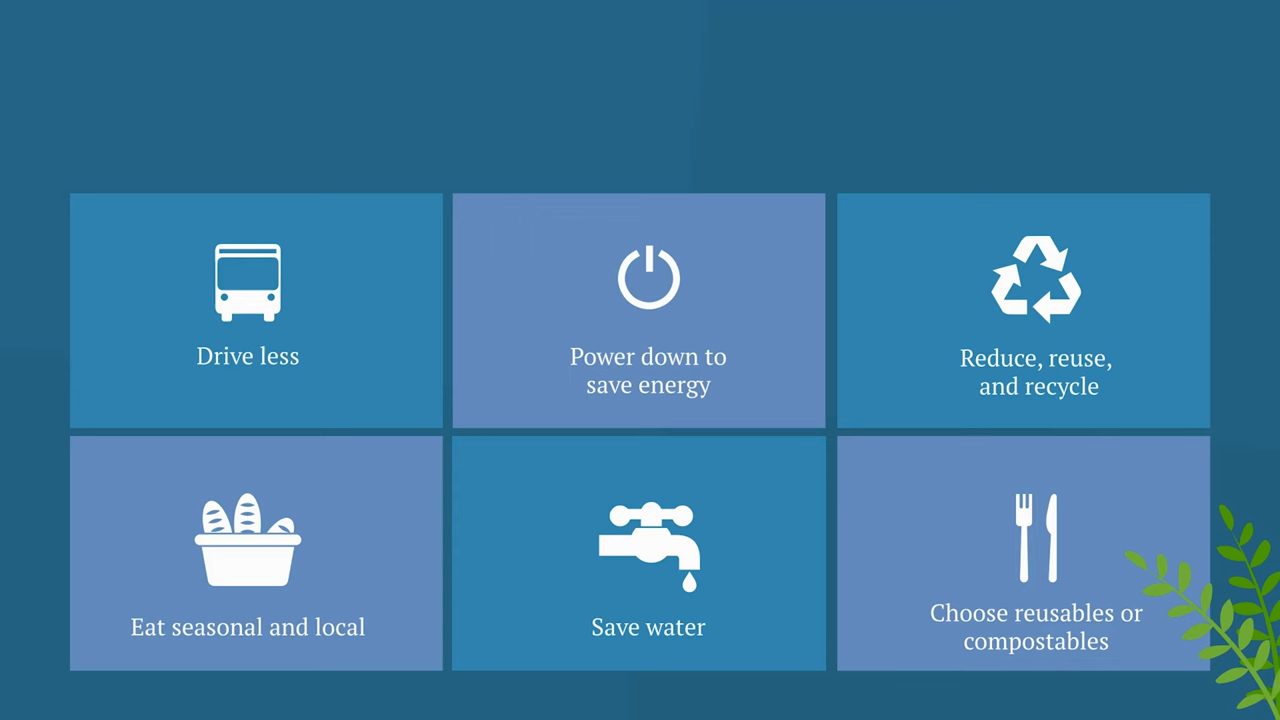 Drive less
Power down to
save energy
Reduce, reuse,
and recycle
Eat seasonal and local
Save water
Choose reusables or
compostables